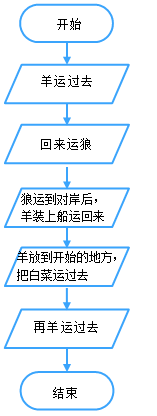 开始
羊运过去
回来运狼
狼运到对岸后，
羊装上船运回来
羊放到开始的地方，
把白菜运过去
再羊运过去
结束